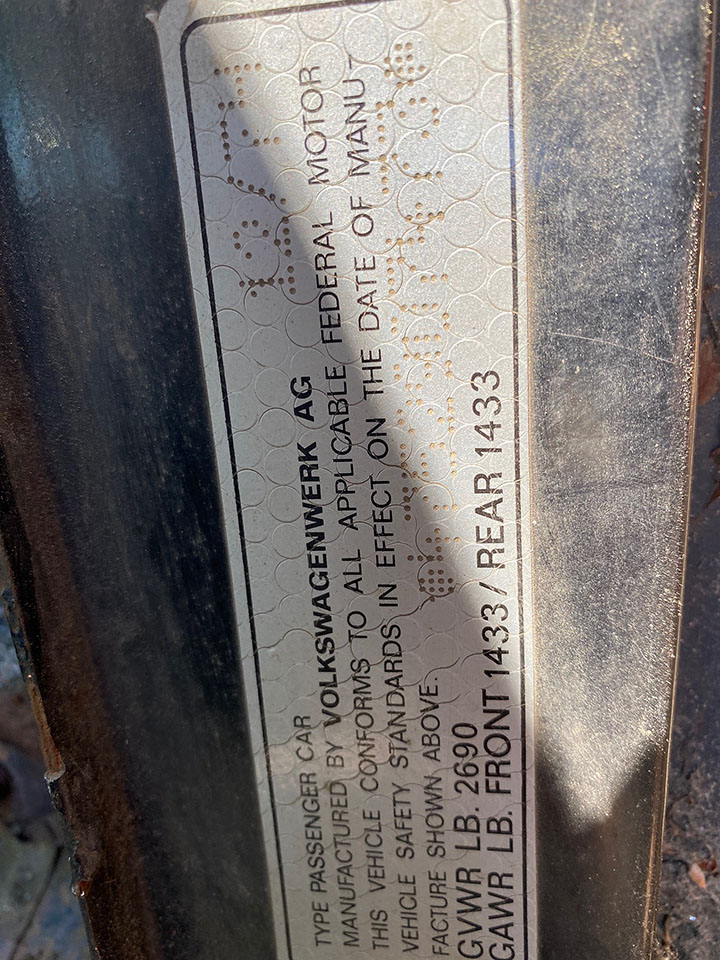 TYPE PASSENGER CAR
MANUFACTURED BY VOLKSWAGENWERK AG
THIS VEHICLE CONFORMS TO ALL APPLICABLE FEDERAL MOTOR
VEHICLE SAFETY STANDARDS IN EFFECT ON THE DATE OF MANU-
FACTURE SHOWN ABOVE.
GVWR LB. 2690
GAWR LB. FRONT 1433 / REAR 1433